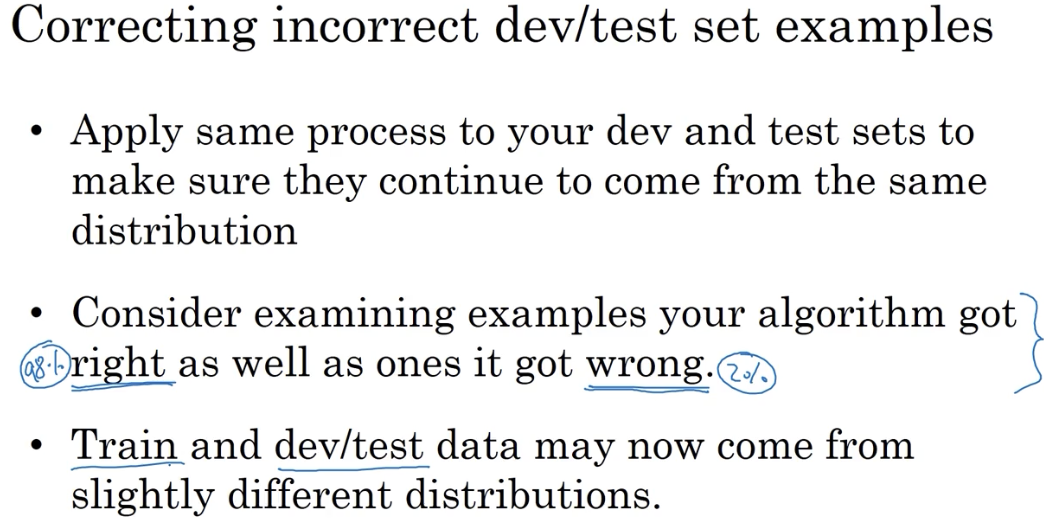 Correcting incorrect dev/test set examples
• Apply same process to your dev and test sets to
make sure they continue to come from the same
distribution
• Consider examining examples your algorithm got
98% right as well as ones it got wrong. 2%
• Train and dev/test data may now come from
slightly different distributions.